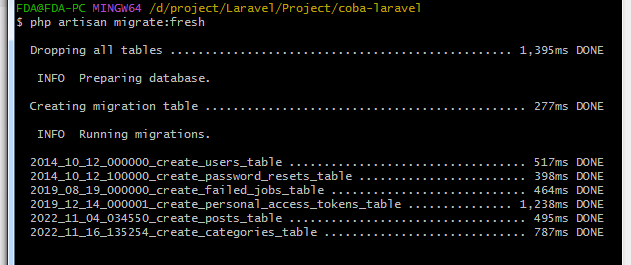 FDA@FDA-PC MINGW64 /d/project/Laravel/Project/coba-laravel
$ php artisan migrate:fresh
Dropping all tables ................................................. 1,395ms DONE
INFO  Preparing database.
Creating migration table .............................................. 277ms DONE
INFO  Running migrations.
2014_10_12_000000_create_users_table .................................. 517ms DONE
2014_10_12_100000_create_password_resets_table ........................ 398ms DONE
2019_08_19_000000_create_failed_jobs_table ............................ 464ms DONE
2019_12_14_000001_create_personal_access_tokens_table ............... 1,238ms DONE
2022_11_04_034550_create_posts_table .................................. 495ms DONE
2022_11_16_135254_create_categories_table ............................. 787ms DONE